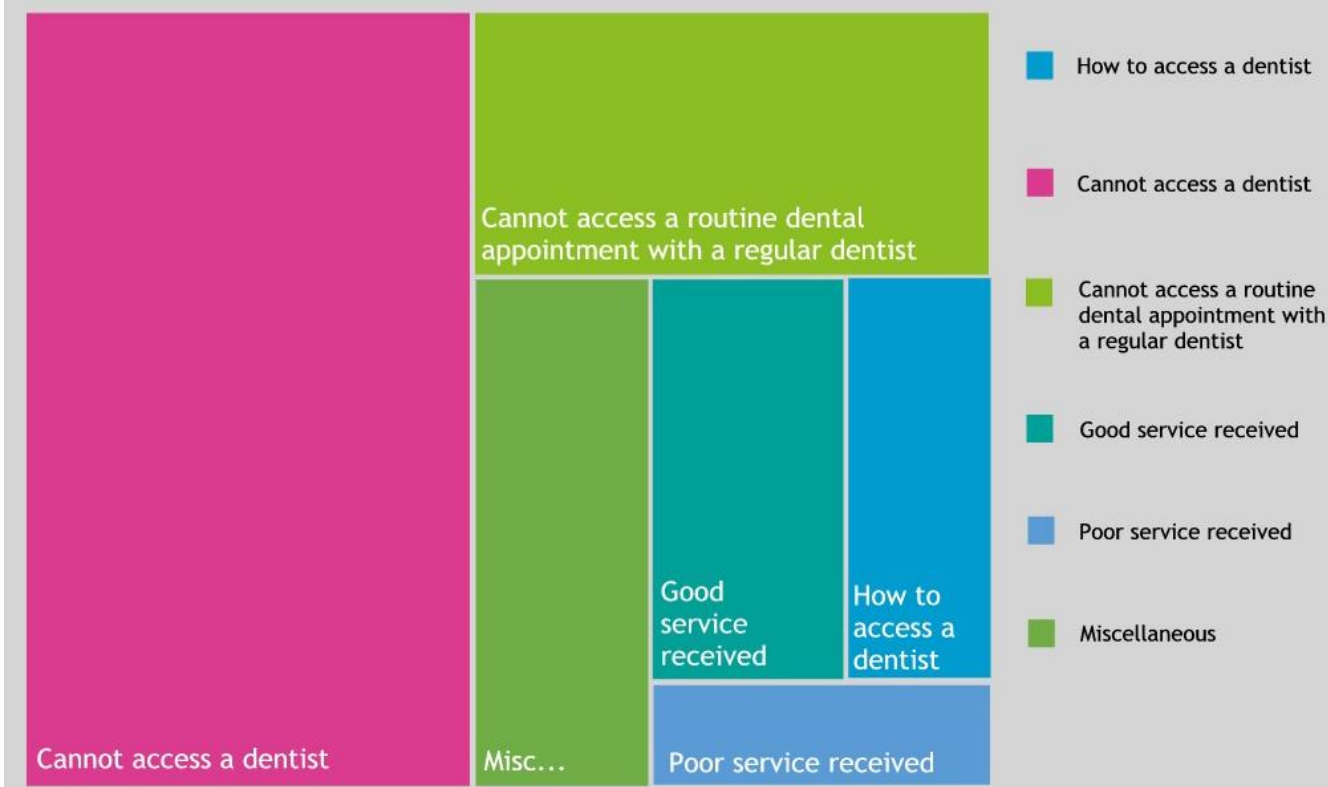 Cannot access a dentist
Cannot access a routine dental
appointment with a regular dentist
Misc...
Good
service
received
How to
access a
dentist
Poor service received
How to access a dentist
Cannot access a dentist
Cannot access a routine
dental appointment with
a regular dentist
Good service received
Poor service received
Miscellaneous